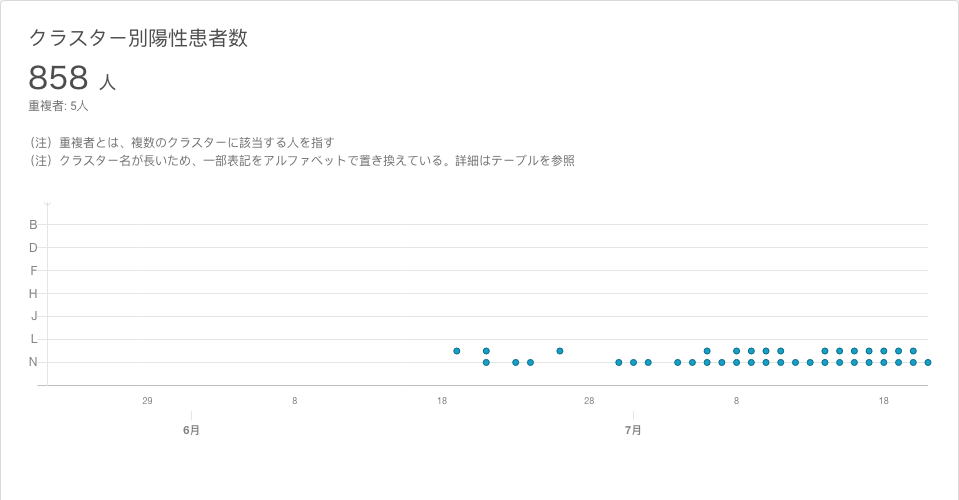 クラスター別陽性患者数
858 人
重複者: 5人
（注）重複者とは、複数のクラスターに該当する人を指す
（注）クラスター名が長いため、一部表記をアルファベットで置き換えている。詳細はテーブルを参照
B
D
F
H
J
L
N
29 8 18 28 8 18
6月 7月